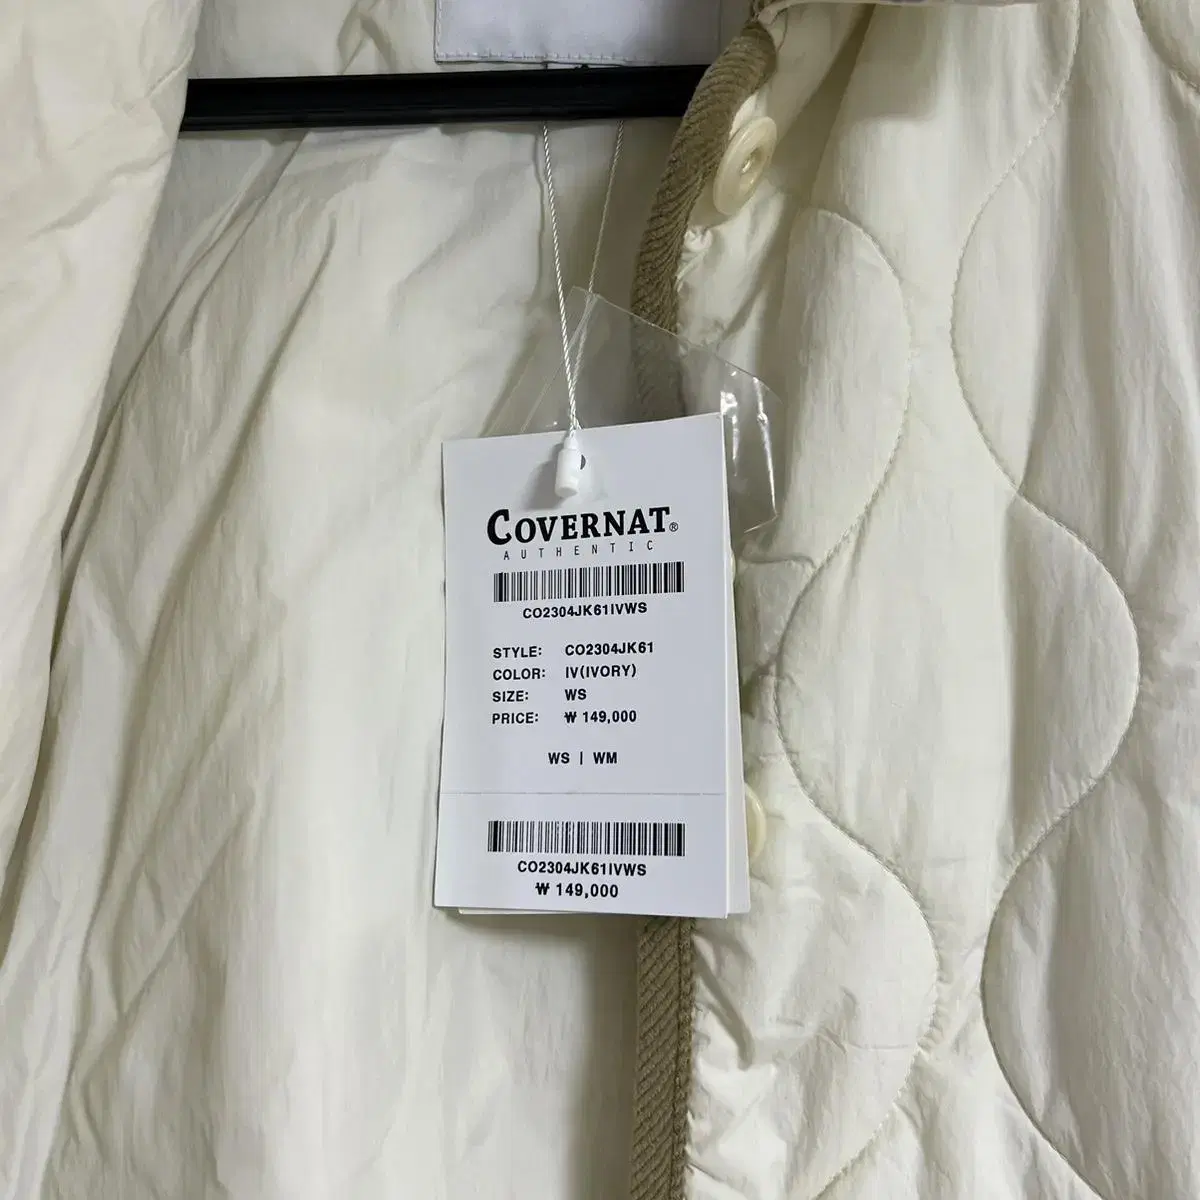 COVERNAT®
AUTHENTIC
CO2304JK61IVWS
STYLE: CO2304JK61
COLOR: IV(IVORY)
SIZE: WS
PRICE: ₩ 149,000
WS | WM
CO2304JK61IVWS
₩ 149,000